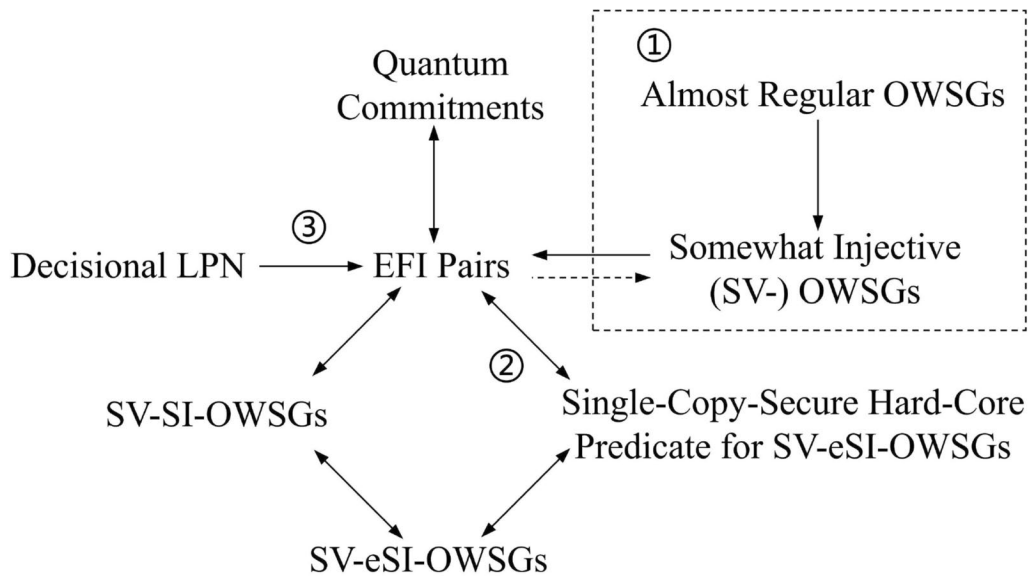 ①
Quantum
Commitments
Almost Regular OWSGs
③
Decisional LPN
EFI Pairs
Somewhat Injective
(SV-) OWSGs
②
SV-SI-OWSGs
Single-Copy-Secure Hard-Core
Predicate for SV-eSI-OWSGs
SV-eSI-OWSGs